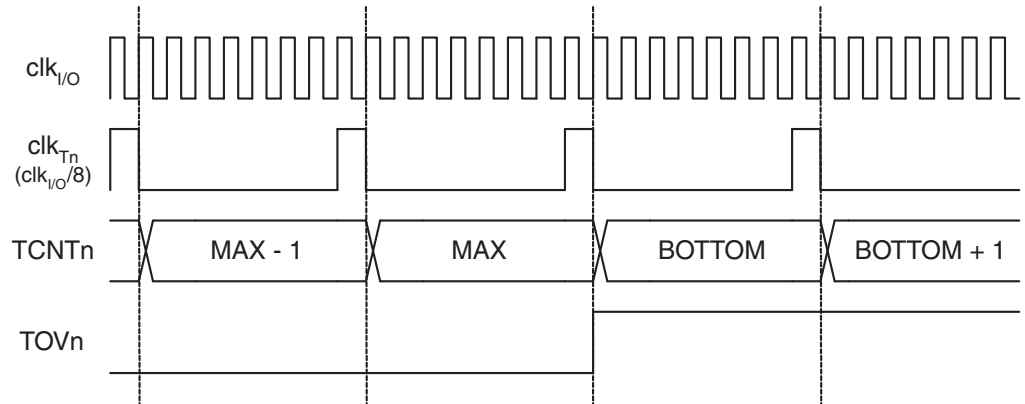 clkI/O
clkTn
(clkI/O/8)
TCNTn MAX - 1 MAX BOTTOM BOTTOM + 1
TOVn